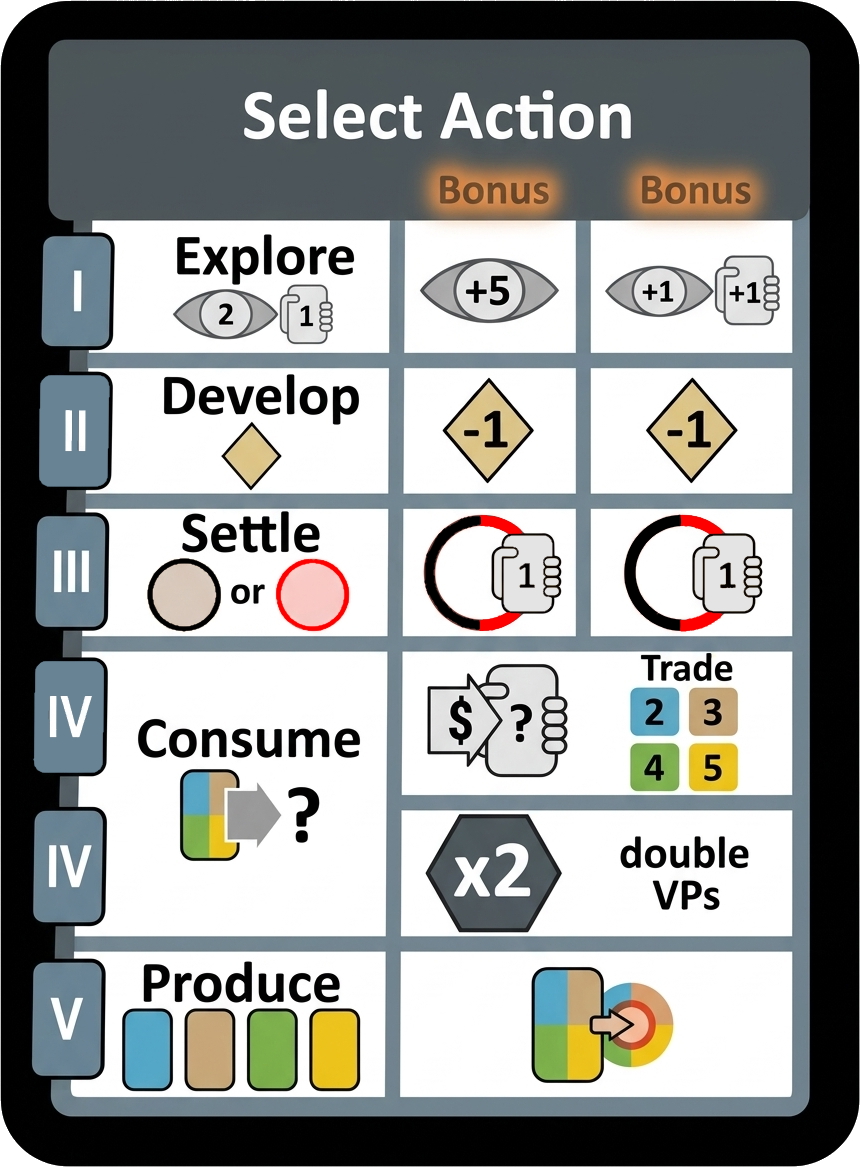 Select Action
Bonus Bonus
I Explore
2 1 +5 +1 +1
II Develop
-1 -1
III Settle
or 1 1
IV Consume
? $ ? Trade
2 3
4 5
IV x2 double
VPs
V Produce